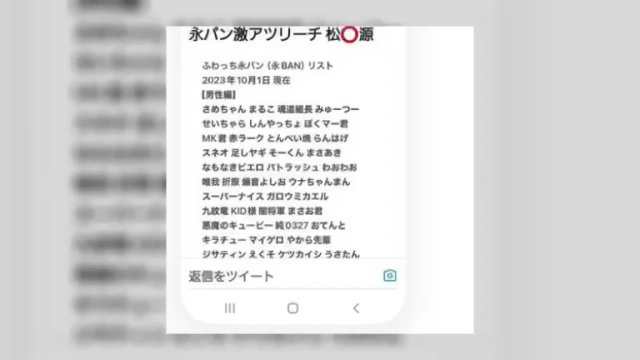 永バン激アツリーチ 松⭕源
ふわっち永バン（永BAN）リスト
2023年10月1日 現在
【男性編】
さめちゃん まるこ 魂道組長 みゅーつー
せいちゃら しんやっちょ ぼくマー君
MK君 赤ラーク とんぺい焼 らんはげ
スネオ 足しヤギ そーくん まさあき
なもなきピエロ パトラッシュ わおわお
唯我 折原 爆音よしお ウナちゃんまん
スーパーナイス ガロウミカエル
九紋竜 KID様 闇将軍 まさお君
悪魔のキューピー 純0327 おてんと
キラチュー マイゲロ やから先輩
ジサティン えくそ ケツカイシ うさたん
返信をツイート